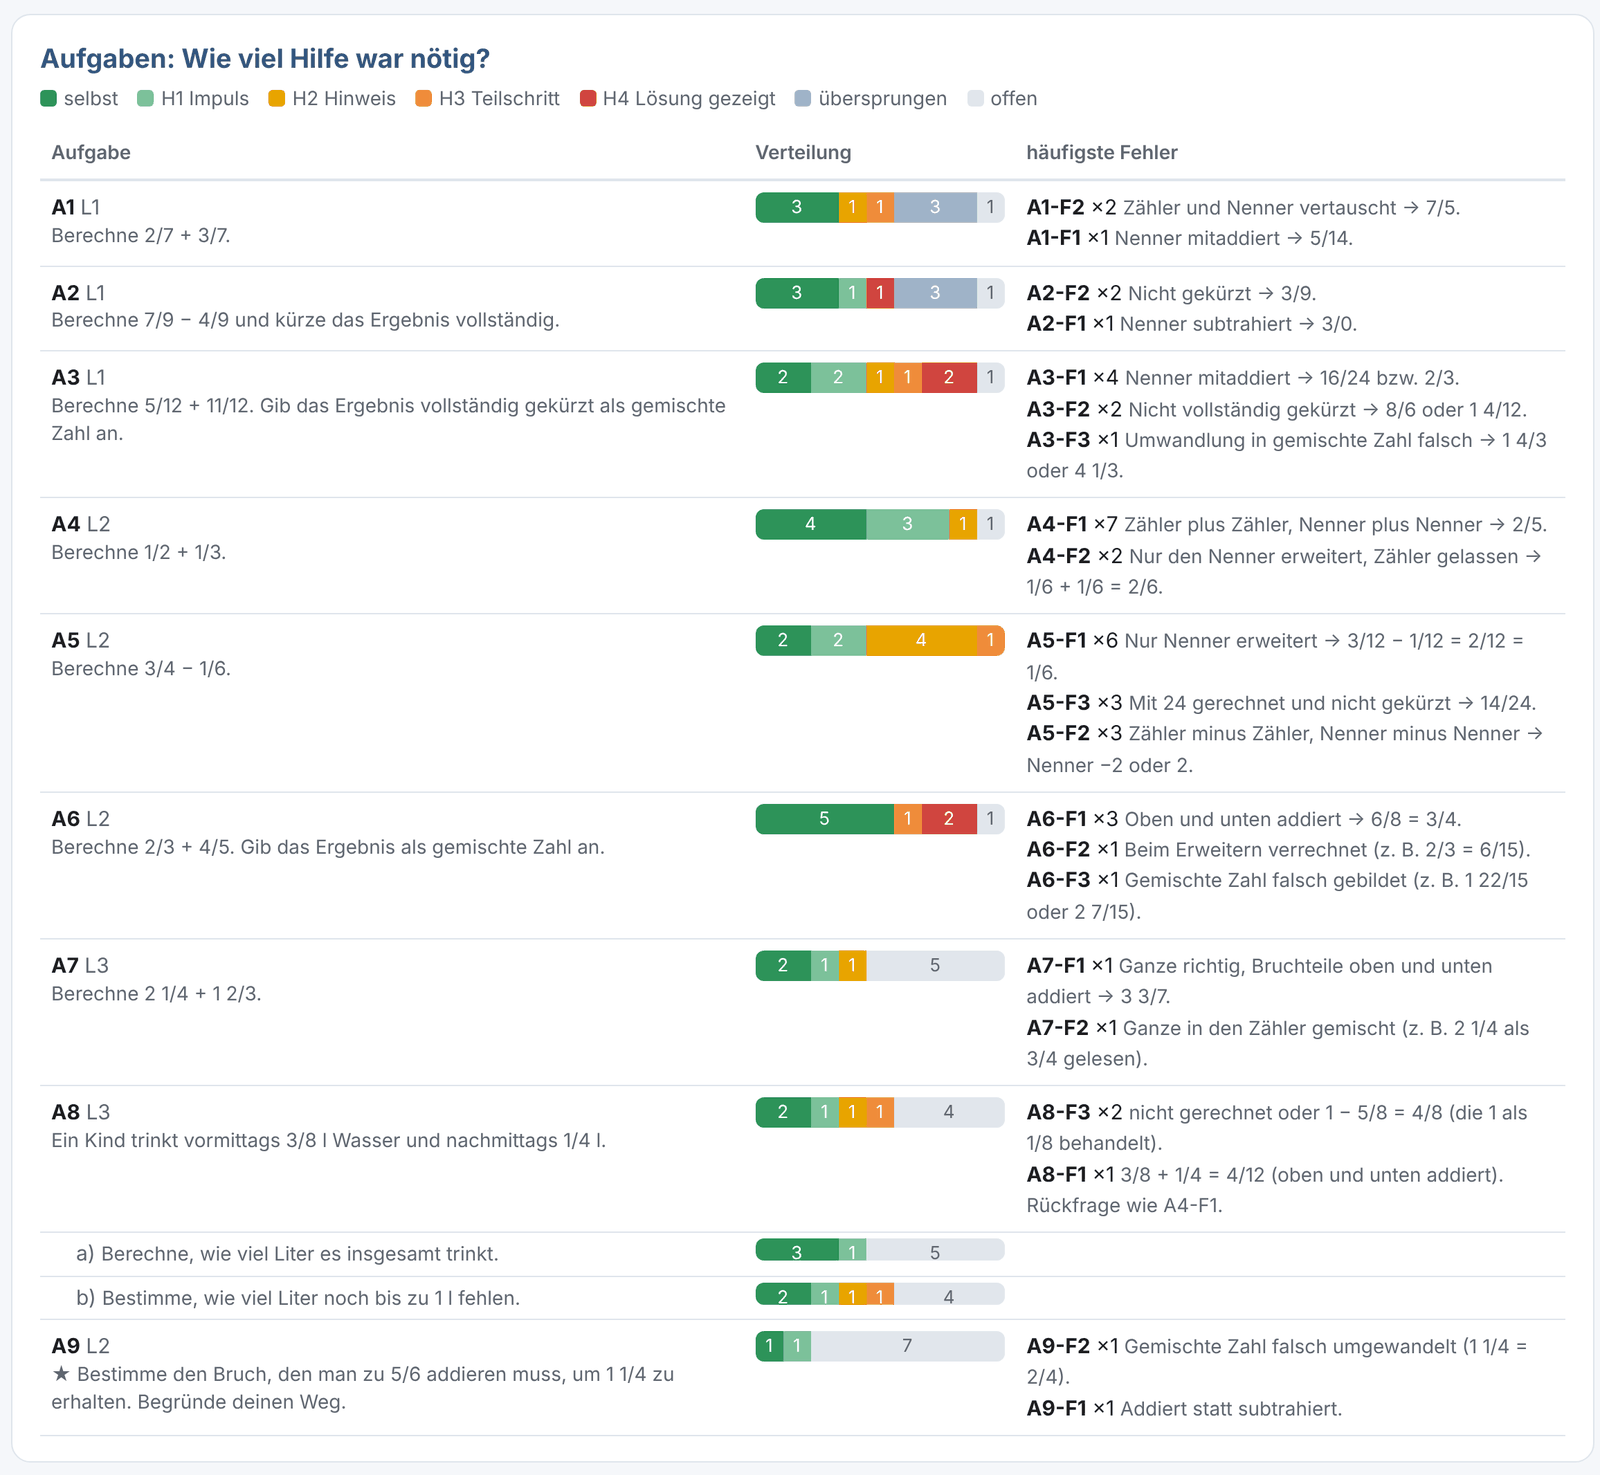 Aufgaben: Wie viel Hilfe war nötig?
selbst H1 Impuls H2 Hinweis H3 Teilschritt H4 Lösung gezeigt übersprungen offen
Aufgabe Verteilung häufigste Fehler
A1 L1
Berechne 2/7 + 3/7.
3 1 1 3 1
A1-F2 ×2 Zähler und Nenner vertauscht → 7/5.
A1-F1 ×1 Nenner mitaddiert → 5/14.
A2 L1
Berechne 7/9 − 4/9 und kürze das Ergebnis vollständig.
3 1 1 3 1
A2-F2 ×2 Nicht gekürzt → 3/9.
A2-F1 ×1 Nenner subtrahiert → 3/0.
A3 L1
Berechne 5/12 + 11/12. Gib das Ergebnis vollständig gekürzt als gemischte
Zahl an.
2 2 1 1 2 1
A3-F1 ×4 Nenner mitaddiert → 16/24 bzw. 2/3.
A3-F2 ×2 Nicht vollständig gekürzt → 8/6 oder 1 4/12.
A3-F3 ×1 Umwandlung in gemischte Zahl falsch → 1 4/3
oder 4 1/3.
A4 L2
Berechne 1/2 + 1/3.
4 3 1 1
A4-F1 ×7 Zähler plus Zähler, Nenner plus Nenner → 2/5.
A4-F2 ×2 Nur den Nenner erweitert, Zähler gelassen →
1/6 + 1/6 = 2/6.
A5 L2
Berechne 3/4 − 1/6.
2 2 4 1
A5-F1 ×6 Nur Nenner erweitert → 3/12 − 1/12 = 2/12 =
1/6.
A5-F3 ×3 Mit 24 gerechnet und nicht gekürzt → 14/24.
A5-F2 ×3 Zähler minus Zähler, Nenner minus Nenner →
Nenner −2 oder 2.
A6 L2
Berechne 2/3 + 4/5. Gib das Ergebnis als gemischte Zahl an.
5 1 2 1
A6-F1 ×3 Oben und unten addiert → 6/8 = 3/4.
A6-F2 ×1 Beim Erweitern verrechnet (z. B. 2/3 = 6/15).
A6-F3 ×1 Gemischte Zahl falsch gebildet (z. B. 1 22/15
oder 2 7/15).
A7 L3
Berechne 2 1/4 + 1 2/3.
2 1 1 5
A7-F1 ×1 Ganze richtig, Bruchteile oben und unten
addiert → 3 3/7.
A7-F2 ×1 Ganze in den Zähler gemischt (z. B. 2 1/4 als
3/4 gelesen).
A8 L3
Ein Kind trinkt vormittags 3/8 l Wasser und nachmittags 1/4 l.
2 1 1 1 4
A8-F3 ×2 nicht gerechnet oder 1 − 5/8 = 4/8 (die 1 als
1/8 behandelt).
A8-F1 ×1 3/8 + 1/4 = 4/12 (oben und unten addiert).
Rückfrage wie A4-F1.
a) Berechne, wie viel Liter es insgesamt trinkt.
3 1 5
b) Bestimme, wie viel Liter noch bis zu 1 l fehlen.
2 1 1 1 4
A9 L2
★ Bestimme den Bruch, den man zu 5/6 addieren muss, um 1 1/4 zu
erhalten. Begründe deinen Weg.
1 1 7
A9-F2 ×1 Gemischte Zahl falsch umgewandelt (1 1/4 =
2/4).
A9-F1 ×1 Addiert statt subtrahiert.